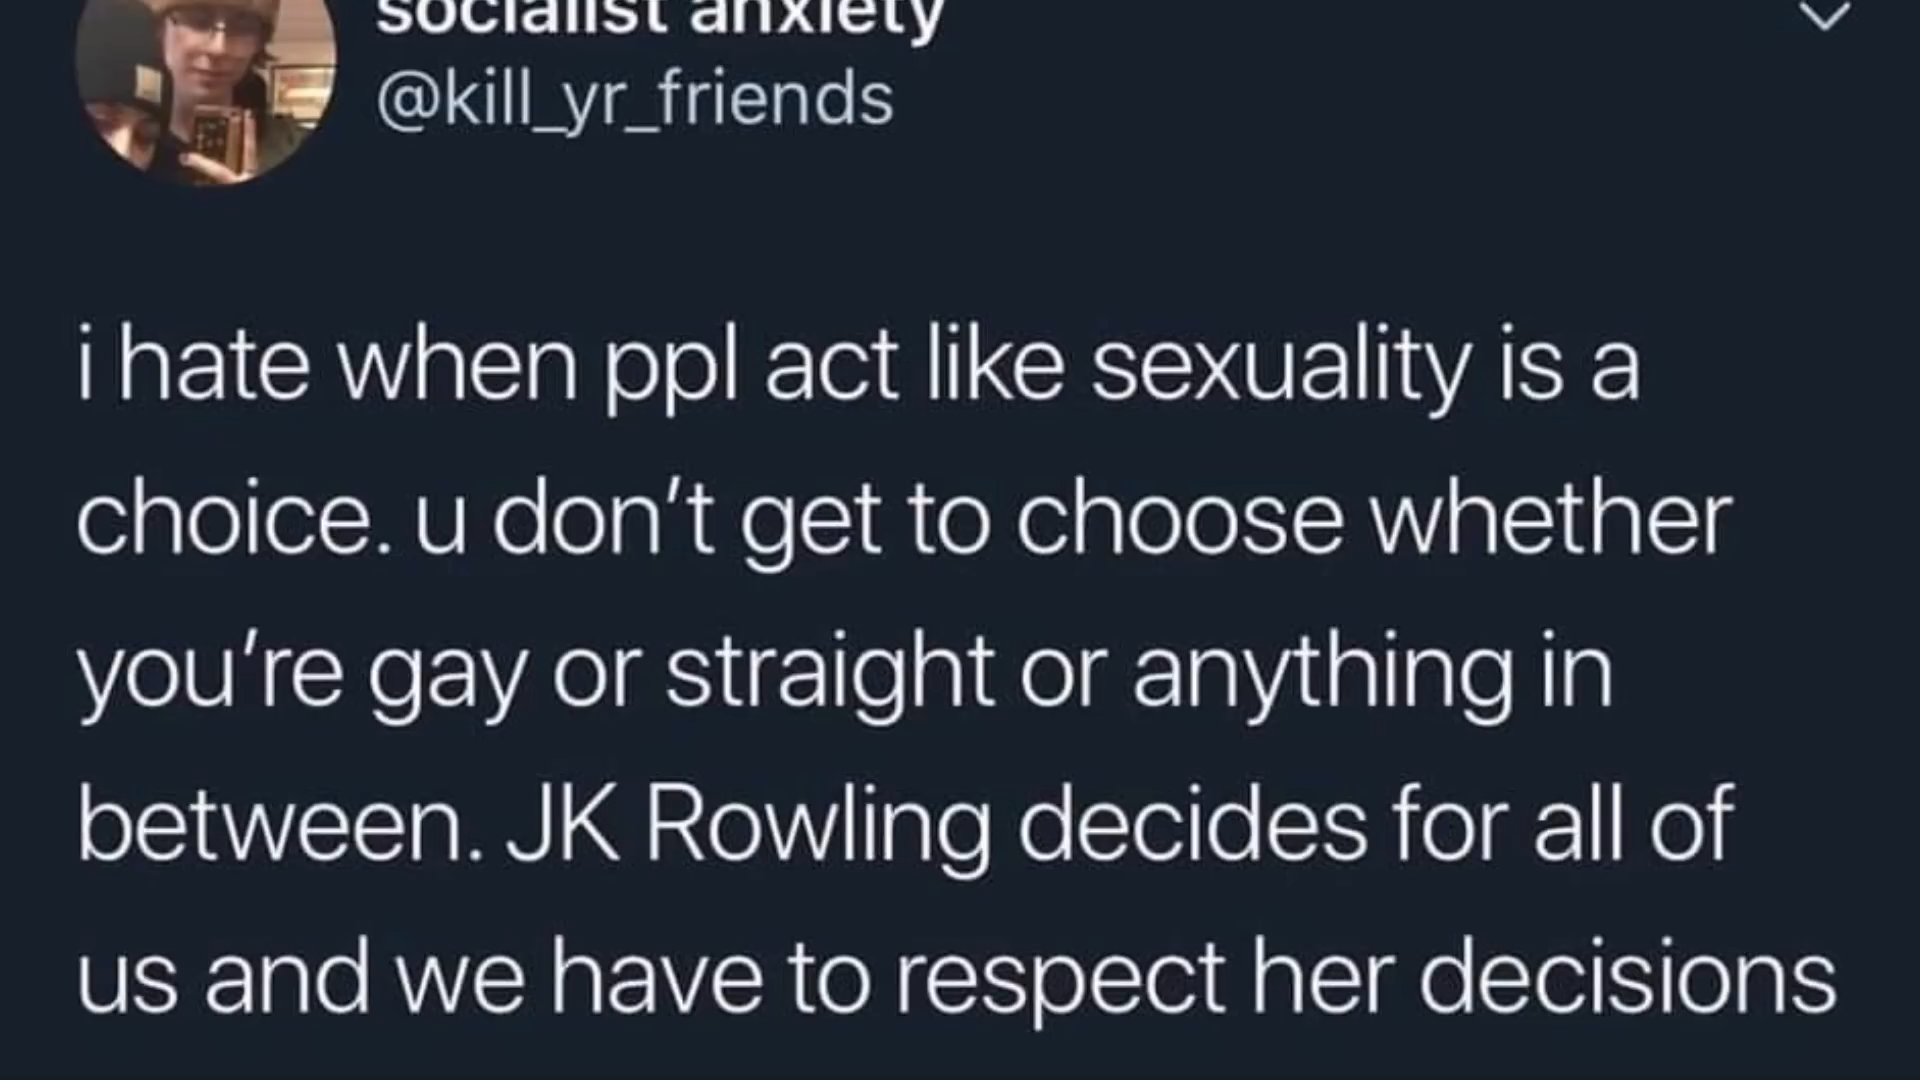 socialist anxiety
@kill_yr_friends
i hate when ppl act like sexuality is a
choice. u don’t get to choose whether
you’re gay or straight or anything in
between. JK Rowling decides for all of
us and we have to respect her decisions